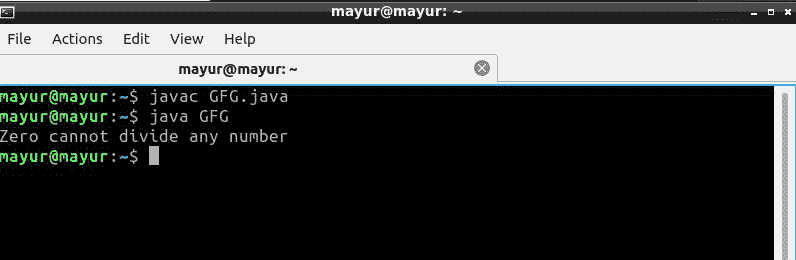 mayur@mayur: ~
File Actions Edit View Help
mayur@mayur: ~
mayur@mayur:~$ javac GFG.java
mayur@mayur:~$ java GFG
Zero cannot divide any number
mayur@mayur:~$